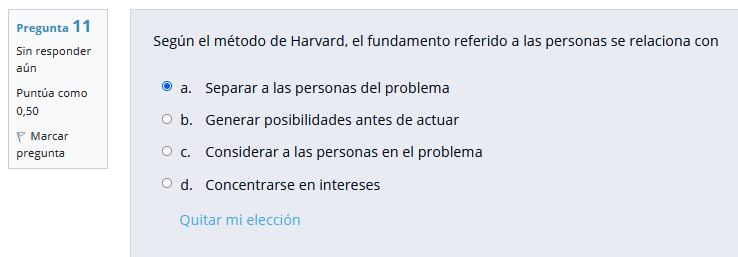 Pregunta 11
Sin responder
aún
Puntúa como
0,50
Marcar
pregunta
Según el método de Harvard, el fundamento referido a las personas se relaciona con
a. Separar a las personas del problema
b. Generar posibilidades antes de actuar
c. Considerar a las personas en el problema
d. Concentrarse en intereses
Quitar mi elección